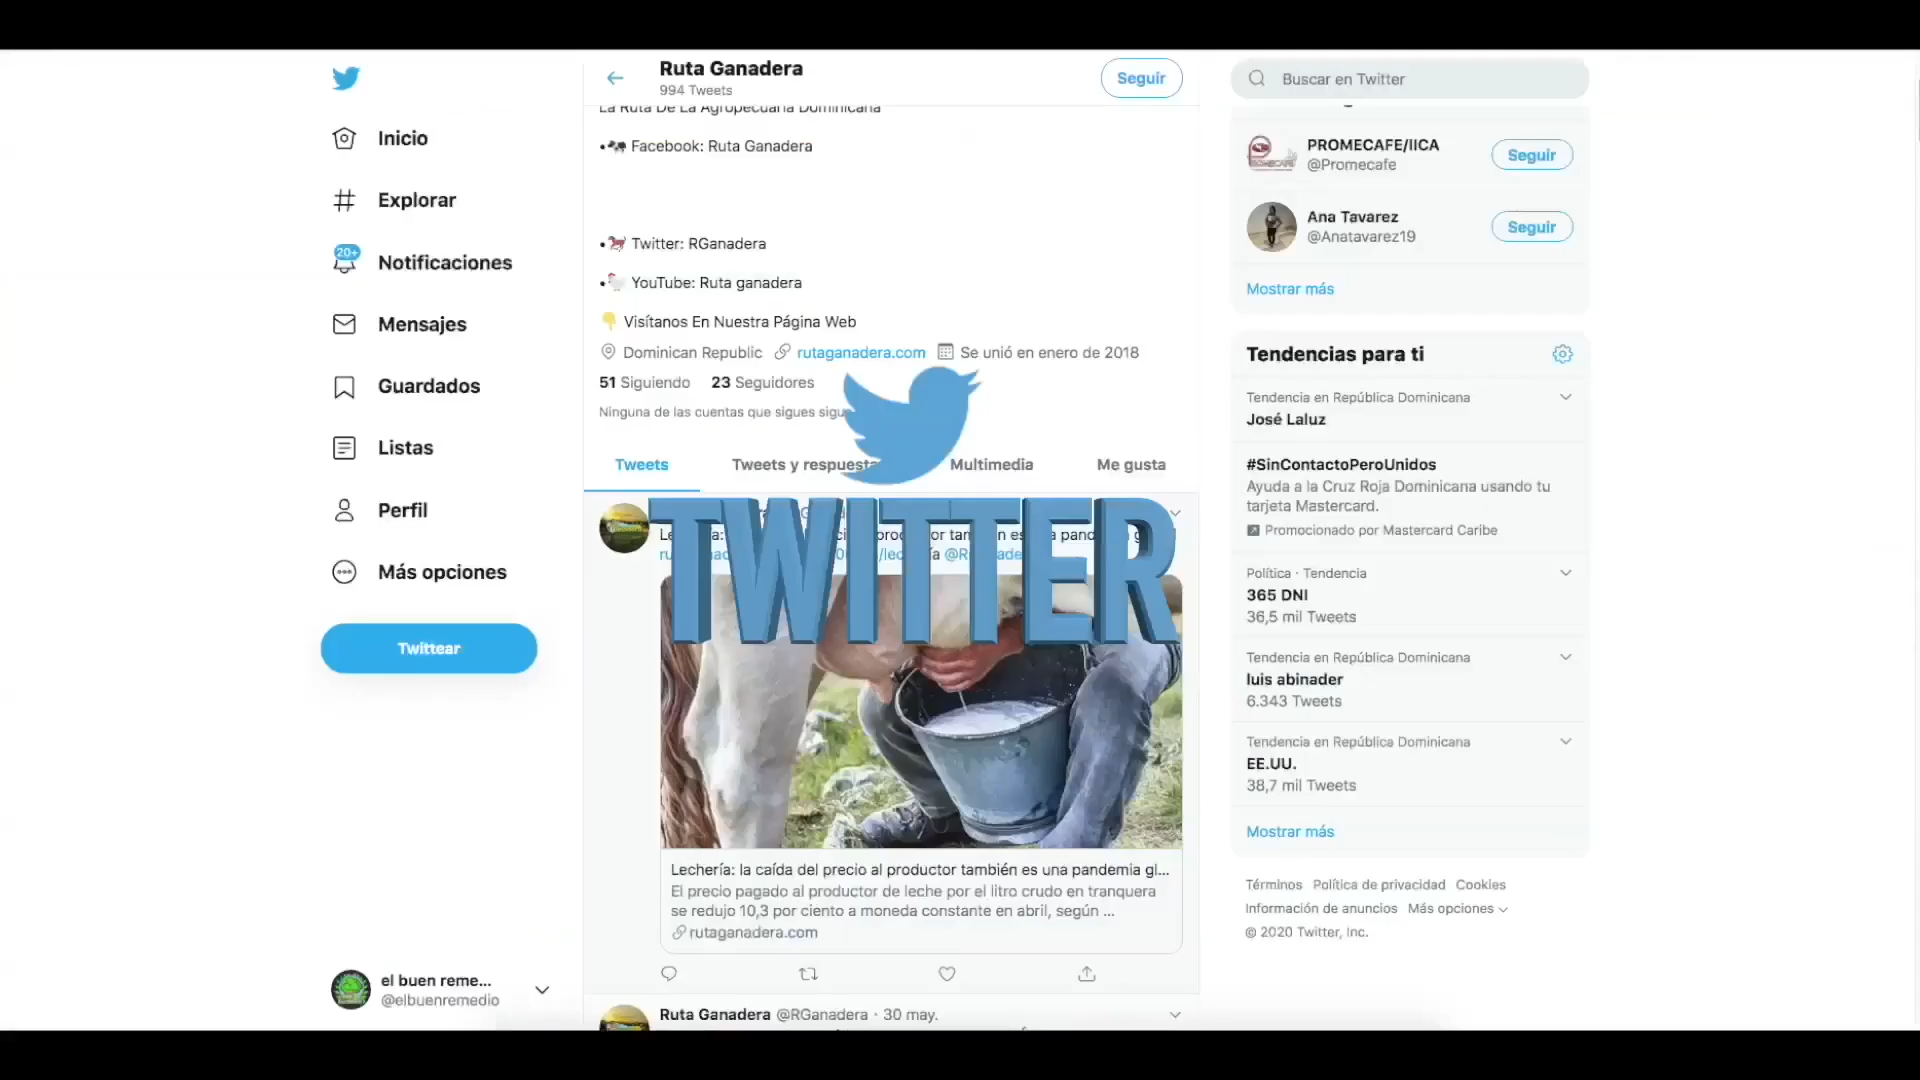 Inicio
Explorar
20+
Notificaciones
Mensajes
Guardados
Listas
Perfil
Más opciones
Twittear
el buen reme...
@elbuenremedio
Ruta Ganadera
994 Tweets
Seguir
La Ruta De La Agropecuaria Dominicana
•🐄 Facebook: Ruta Ganadera
•🐎 Twitter: RGanadera
•🐓 YouTube: Ruta ganadera
👇 Visítanos En Nuestra Página Web
Dominican Republic rutaganadera.com Se unió en enero de 2018
51 Siguiendo 23 Seguidores
Ninguna de las cuentas que sigues
Tweets Tweets y respuesta Multimedia Me gusta
TWITTER
Lechería: la caída del precio al productor también es una pandemia gl...
El precio pagado al productor de leche por el litro crudo en tranquera
se redujo 10,3 por ciento a moneda constante en abril, según ...
rutaganadera.com
Ruta Ganadera @RGanadera · 30 may.
Buscar en Twitter
PROMECAFE/IICA
@Promecafe
Seguir
Ana Tavarez
@Anatavarez19
Seguir
Mostrar más
Tendencias para ti
Tendencia en República Dominicana
José Laluz
#SinContactoPeroUnidos
Ayuda a la Cruz Roja Dominicana usando tu
tarjeta Mastercard.
Promocionado por Mastercard Caribe
Política · Tendencia
365 DNI
36,5 mil Tweets
Tendencia en República Dominicana
luis abinader
6.343 Tweets
Tendencia en República Dominicana
EE.UU.
38,7 mil Tweets
Mostrar más
Términos Política de privacidad Cookies
Información de anuncios Más opciones
© 2020 Twitter, Inc.